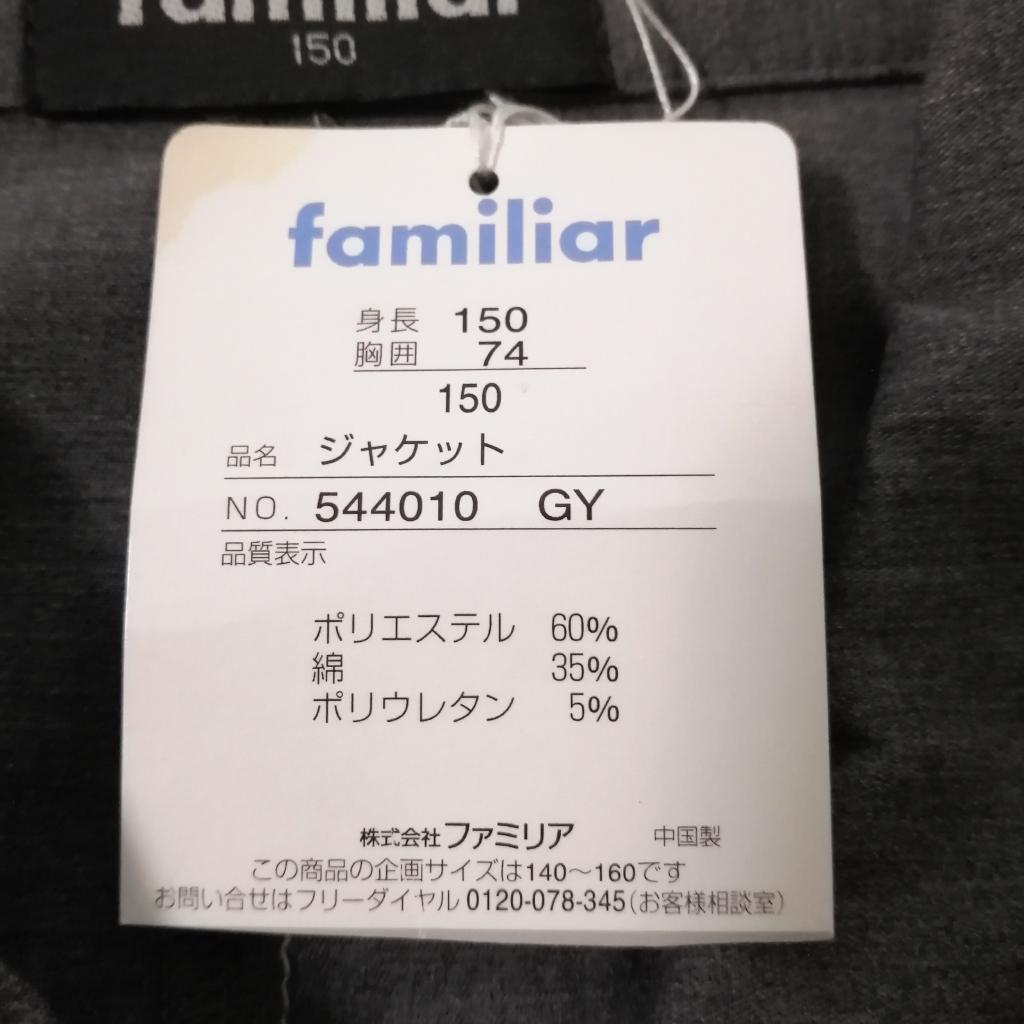 familiar
150
familiar
身長 150
胸囲 74
150
品名 ジャケット
NO. 544010 GY
品質表示
ポリエステル 60%
綿 35%
ポリウレタン 5%
株式会社ファミリア 中国製
この商品の企画サイズは140〜160です
お問い合せはフリーダイヤル 0120-078-345(お客様相談室)